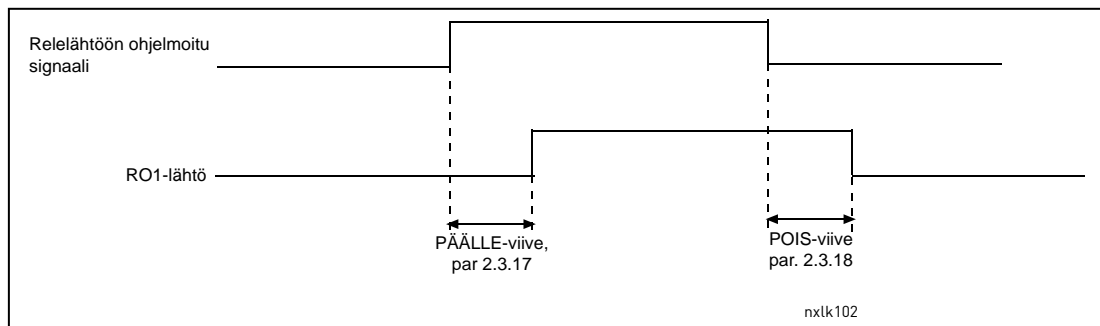 Relelähtöön ohjelmoitu
signaali
RO1-lähtö
PÄÄLLE-viive,
par 2.3.17
POIS-viive
par. 2.3.18
nxlk102